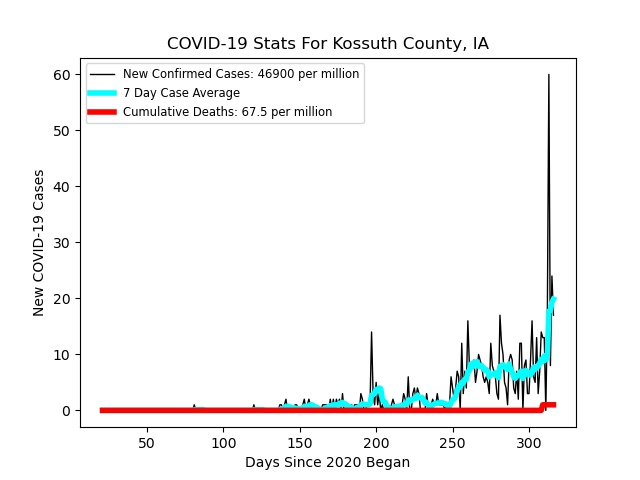 COVID-19 Stats For Kossuth County, IA
New Confirmed Cases: 46900 per million
7 Day Case Average
Cumulative Deaths: 67.5 per million
60
50
40
30
20
10
0
New COVID-19 Cases
50 100 150 200 250 300
Days Since 2020 Began